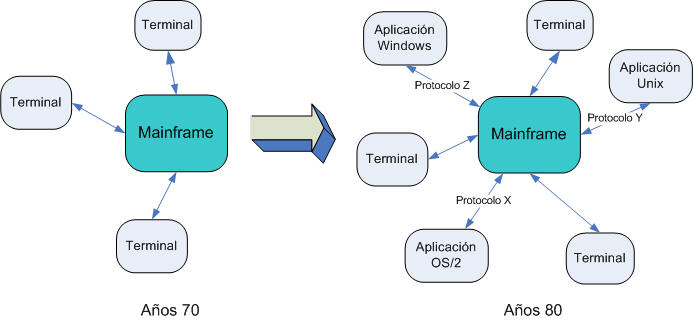 Terminal
Terminal
Mainframe
Terminal
Años 70
Aplicación
Windows
Terminal
Aplicación
Unix
Protocolo Z
Protocolo Y
Mainframe
Terminal
Protocolo X
Aplicación
OS/2
Terminal
Años 80